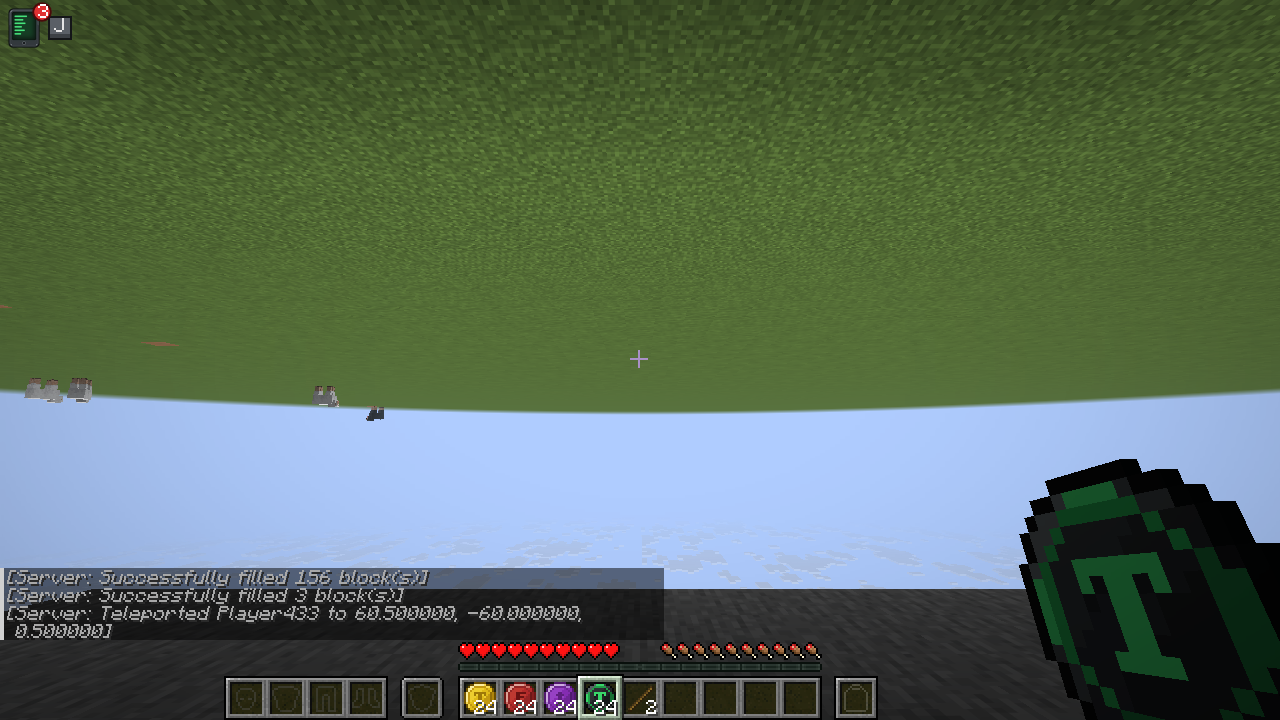 3
J
[Server: Successfully filled 156 block(s)]
[Server: Successfully filled 3 block(s)]
[Server: Teleported Player433 to 60.500000, -60.000000,
0.500000]
T
24 24 24 24 2